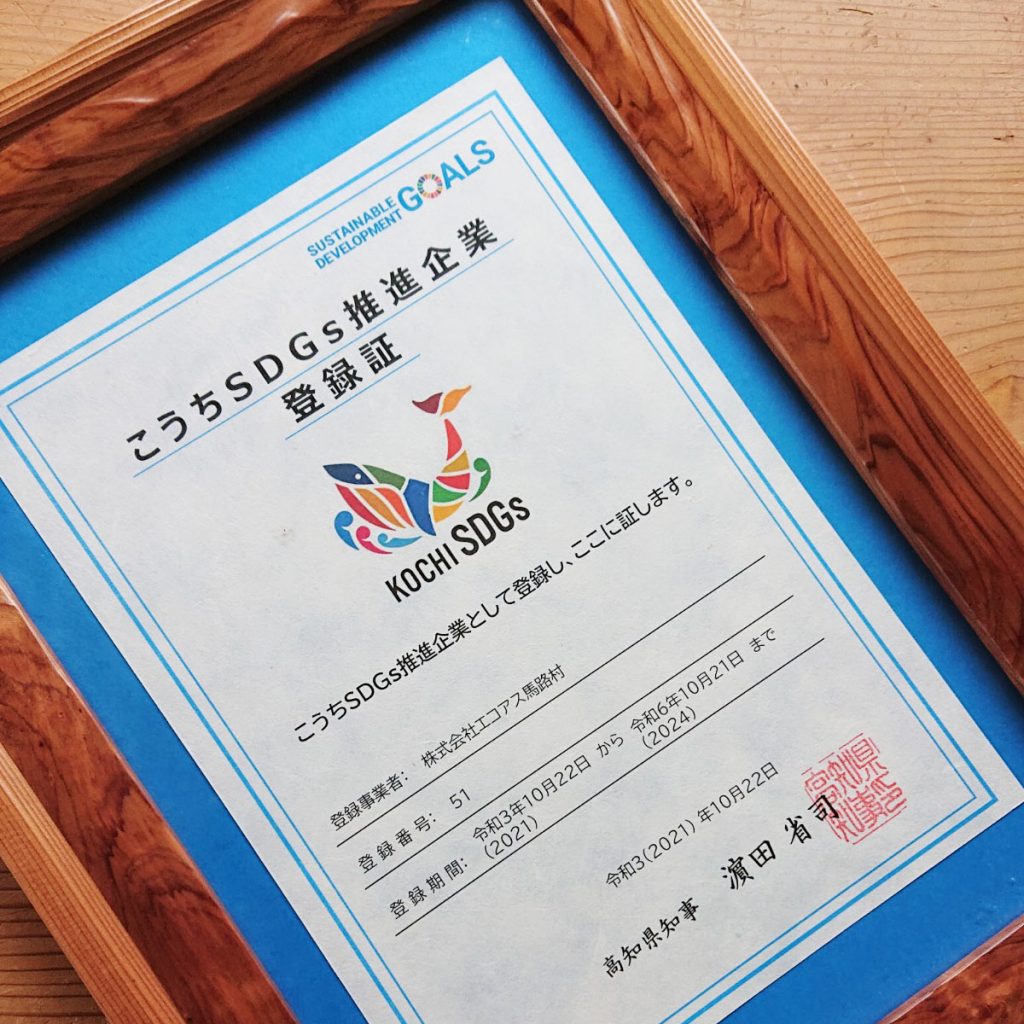 SUSTAINABLE
DEVELOPMENT GOALS
こうちSDGs推進企業
登録証
KOCHI SDGs
こうちSDGs推進企業として登録し、ここに証します。
登録事業者: 株式会社エコアス馬路村
登録番号: 51
登録期間: 令和3年10月22日 から 令和6年10月21日 まで
(2021) (2024)
令和3(2021)年10月22日
高知県知事 濵田 省司